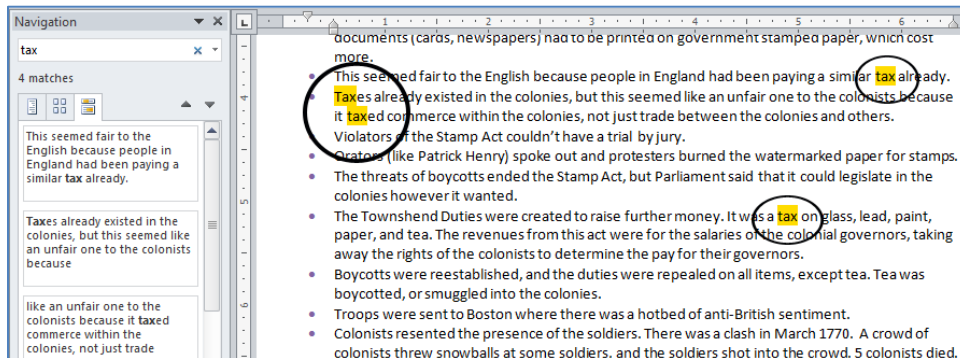 Navigation
tax
4 matches
This seemed fair to the
English because people in
England had been paying a
similar tax already.
Taxes already existed in the
colonies, but this seemed like
an unfair one to the colonists
because
like an unfair one to the
colonists because it taxed
commerce within the
colonies, not just trade
L
1 2 3 4 5 6
4
5
6
documents (cards, newspapers) had to be printed on government stamped paper, which cost
more.
• This seemed fair to the English because people in England had been paying a similar tax already.
• Taxes already existed in the colonies, but this seemed like an unfair one to the colonists because
it taxed commerce within the colonies, not just trade between the colonies and others.
• Violators of the Stamp Act couldn't have a trial by jury.
• Orators (like Patrick Henry) spoke out and protesters burned the watermarked paper for stamps.
• The threats of boycotts ended the Stamp Act, but Parliament said that it could legislate in the
colonies however it wanted.
• The Townshend Duties were created to raise further money. It was a tax on glass, lead, paint,
paper, and tea. The revenues from this act were for the salaries of the colonial governors, taking
away the rights of the colonists to determine the pay for their governors.
• Boycotts were reestablished, and the duties were repealed on all items, except tea. Tea was
boycotted, or smuggled into the colonies.
• Troops were sent to Boston where there was a hotbed of anti-British sentiment.
• Colonists resented the presence of the soldiers. There was a clash in March 1770. A crowd of
colonists threw snowballs at some soldiers, and the soldiers shot into the crowd. 5 colonists died.